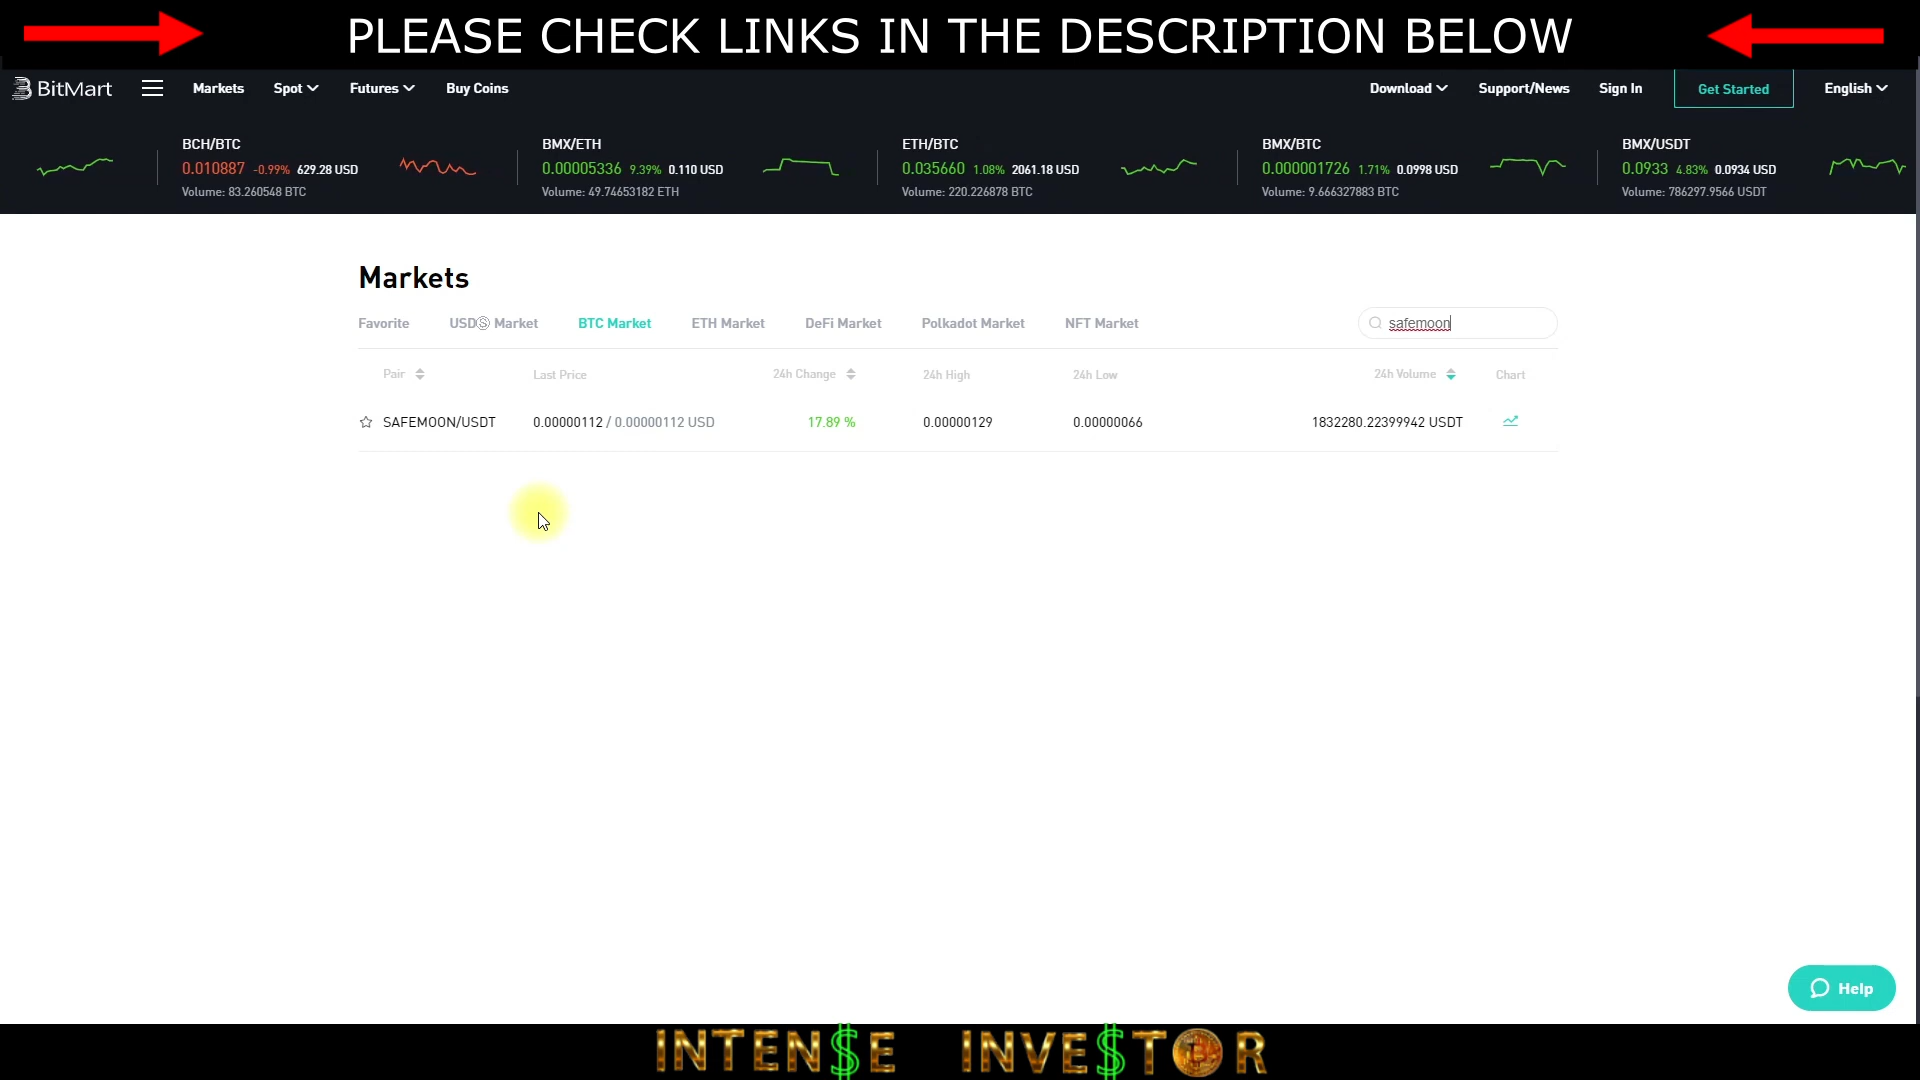 PLEASE CHECK LINKS IN THE DESCRIPTION BELOW
BitMart Markets Spot Futures Buy Coins Download Support/News Sign In Get Started English
BCH/BTC BMX/ETH ETH/BTC BMX/BTC BMX/USDT
0.010887 -0.99% 629.28 USD 0.00005336 9.39% 0.110 USD 0.035660 1.08% 2061.18 USD 0.000001726 1.71% 0.0998 USD 0.0933 4.83% 0.0934 USD
Volume: 83.260548 BTC Volume: 49.74653182 ETH Volume: 220.226878 BTC Volume: 9.666327883 BTC Volume: 786297.9566 USDT
Markets
Favorite USDⓈ Market BTC Market ETH Market DeFi Market Polkadot Market NFT Market safemoon
Pair Last Price 24h Change 24h High 24h Low 24h Volume Chart
SAFEMOON/USDT 0.00000112 / 0.00000112 USD 17.89 % 0.00000129 0.00000066 1832280.22399942 USDT
Help
INTEN$E INVE$TOR